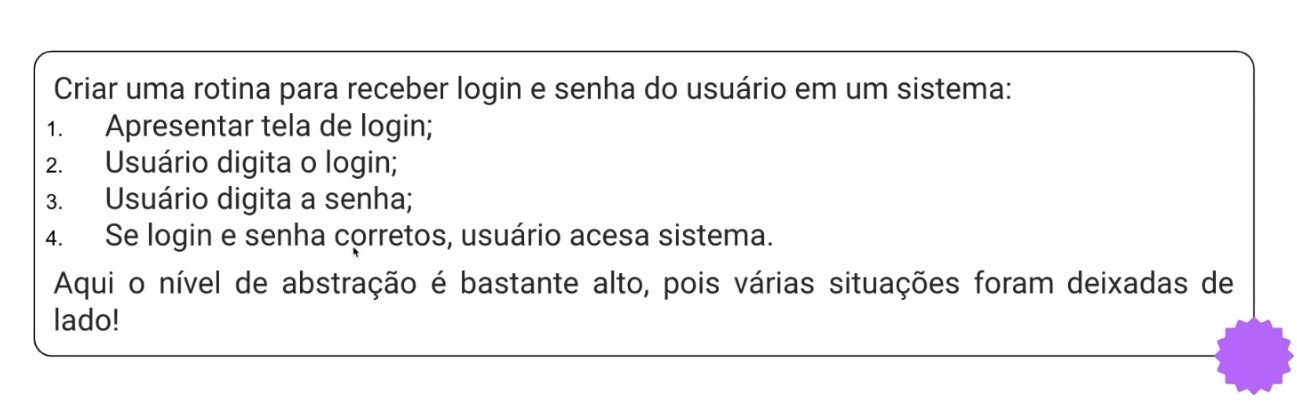 Criar uma rotina para receber login e senha do usuário em um sistema:
1. Apresentar tela de login;
2. Usuário digita o login;
3. Usuário digita a senha;
4. Se login e senha corretos, usuário acesa sistema.
Aqui o nível de abstração é bastante alto, pois várias situações foram deixadas de
lado!